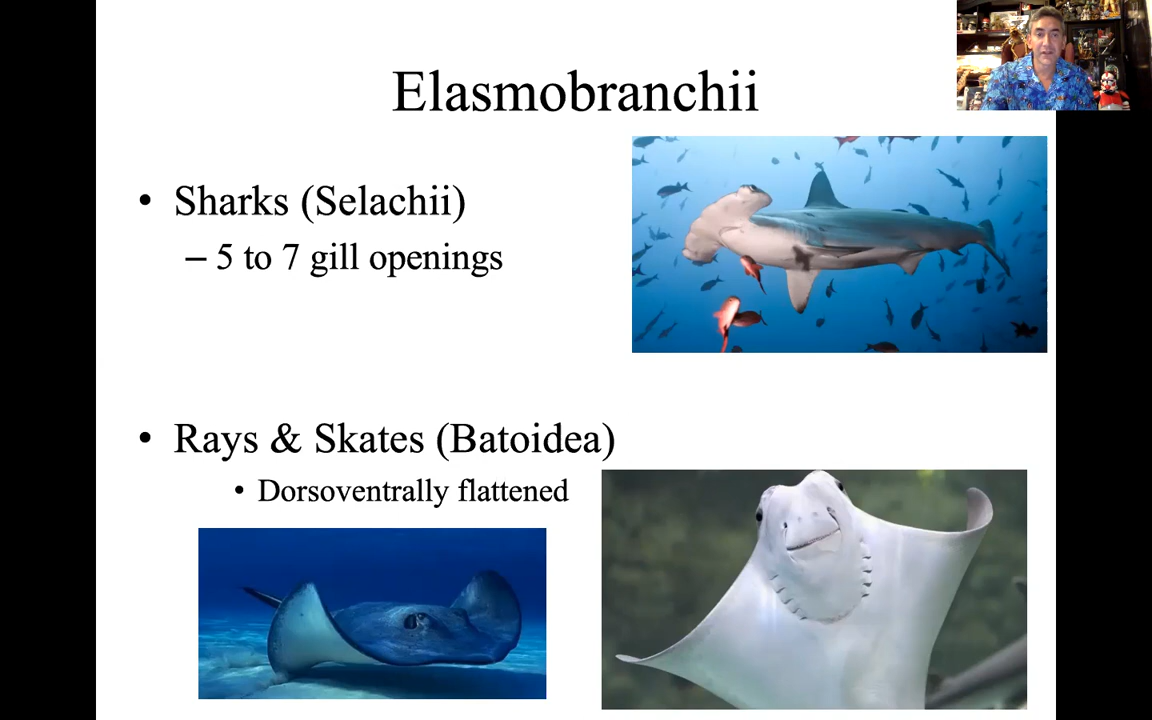 Elasmobranchii
• Sharks (Selachii)
– 5 to 7 gill openings
• Rays & Skates (Batoidea)
• Dorsoventrally flattened